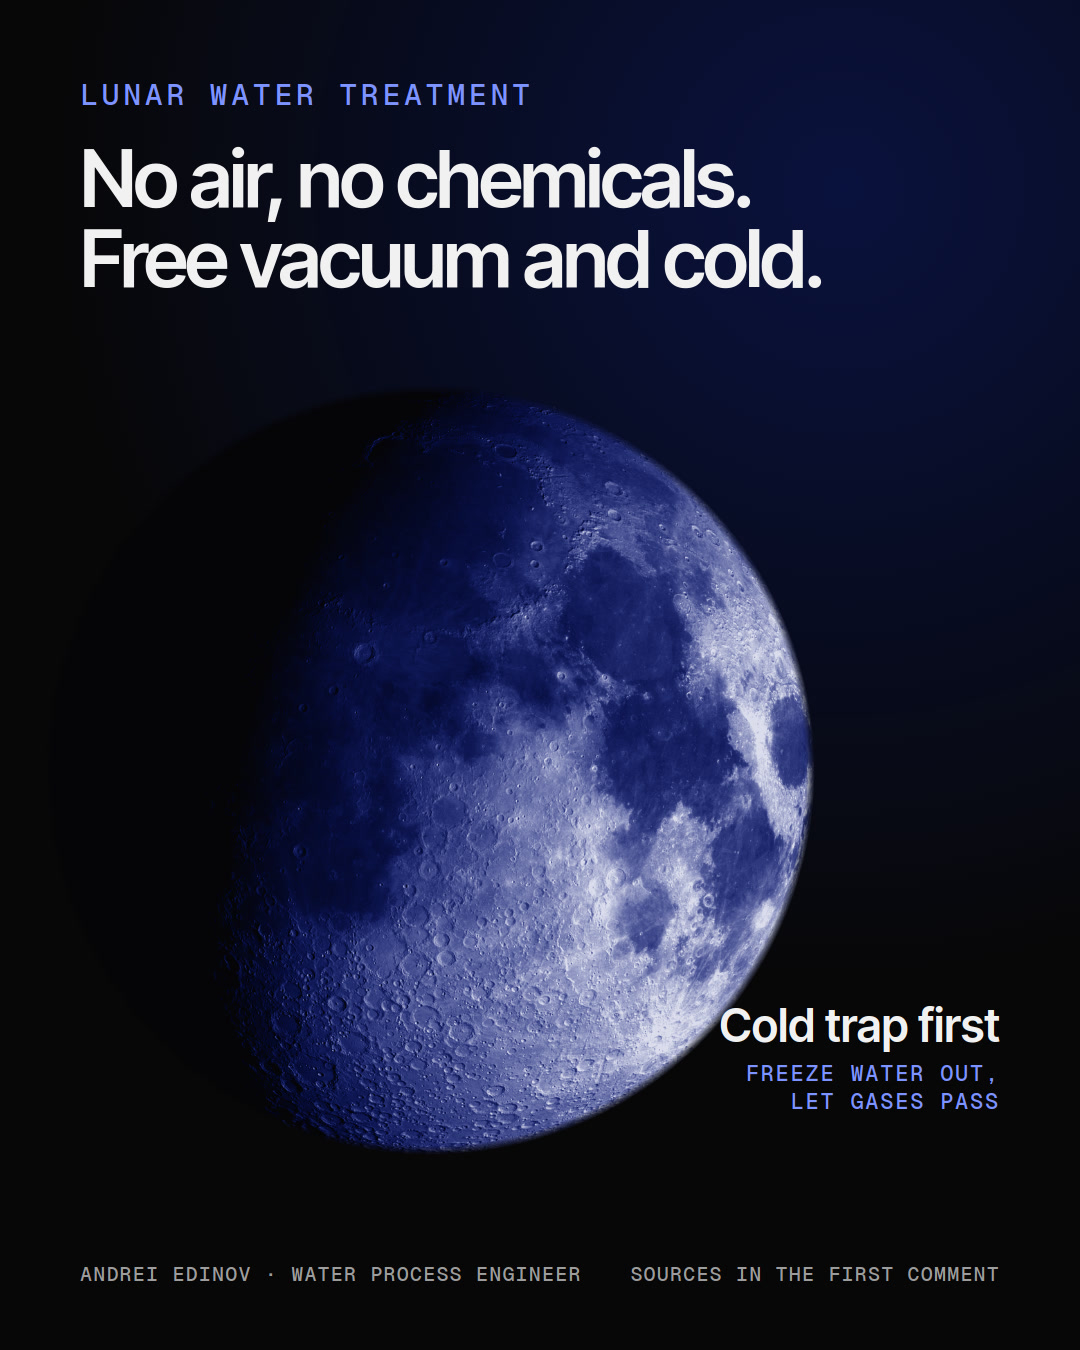 LUNAR WATER TREATMENT
No air, no chemicals.
Free vacuum and cold.
Cold trap first
FREEZE WATER OUT,
LET GASES PASS
ANDREI EDINOV · WATER PROCESS ENGINEER
SOURCES IN THE FIRST COMMENT